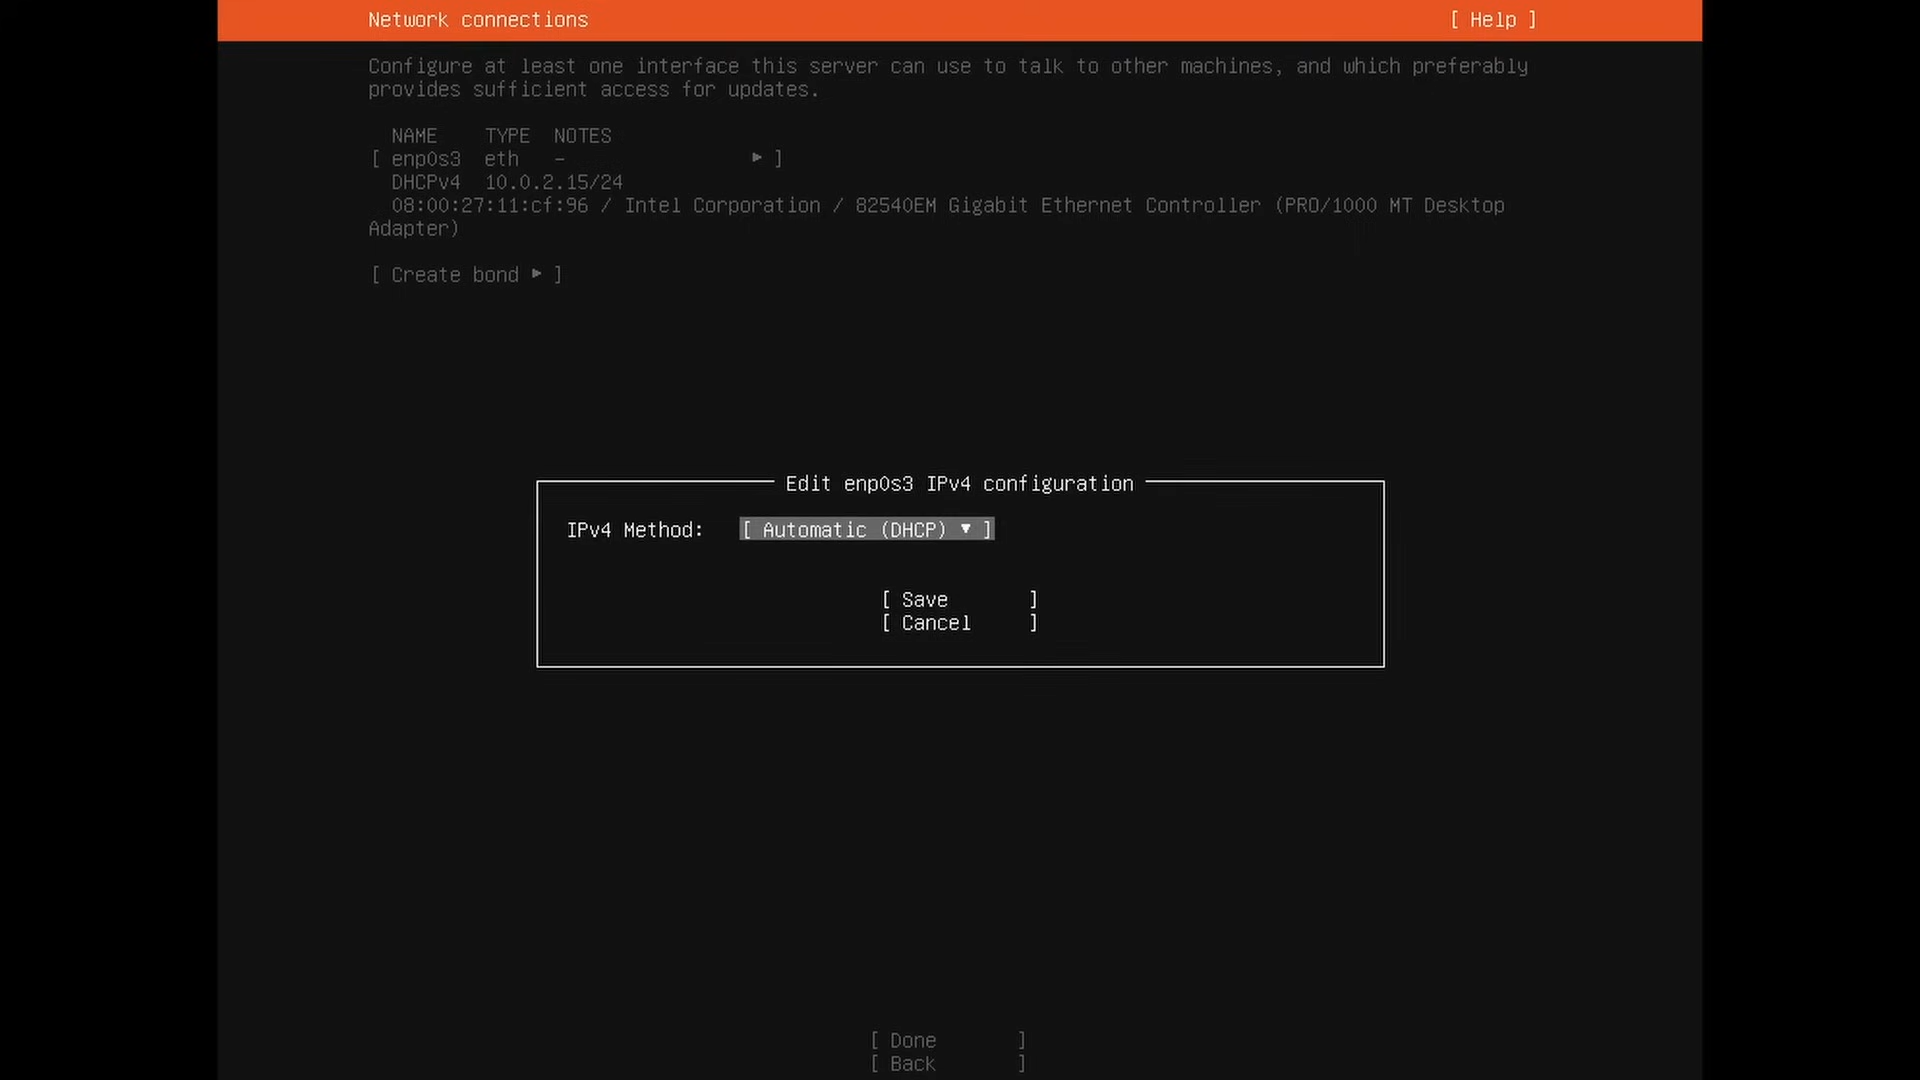 Network connections [ Help ]
Configure at least one interface this server can use to talk to other machines, and which preferably
provides sufficient access for updates.
NAME TYPE NOTES
[ enp0s3 eth - ▸ ]
DHCPv4 10.0.2.15/24
08:00:27:11:cf:96 / Intel Corporation / 82540EM Gigabit Ethernet Controller (PRO/1000 MT Desktop
Adapter)
[ Create bond ▸ ]
Edit enp0s3 IPv4 configuration
IPv4 Method: [ Automatic (DHCP) ▾ ]
[ Save ]
[ Cancel ]
[ Done ]
[ Back ]